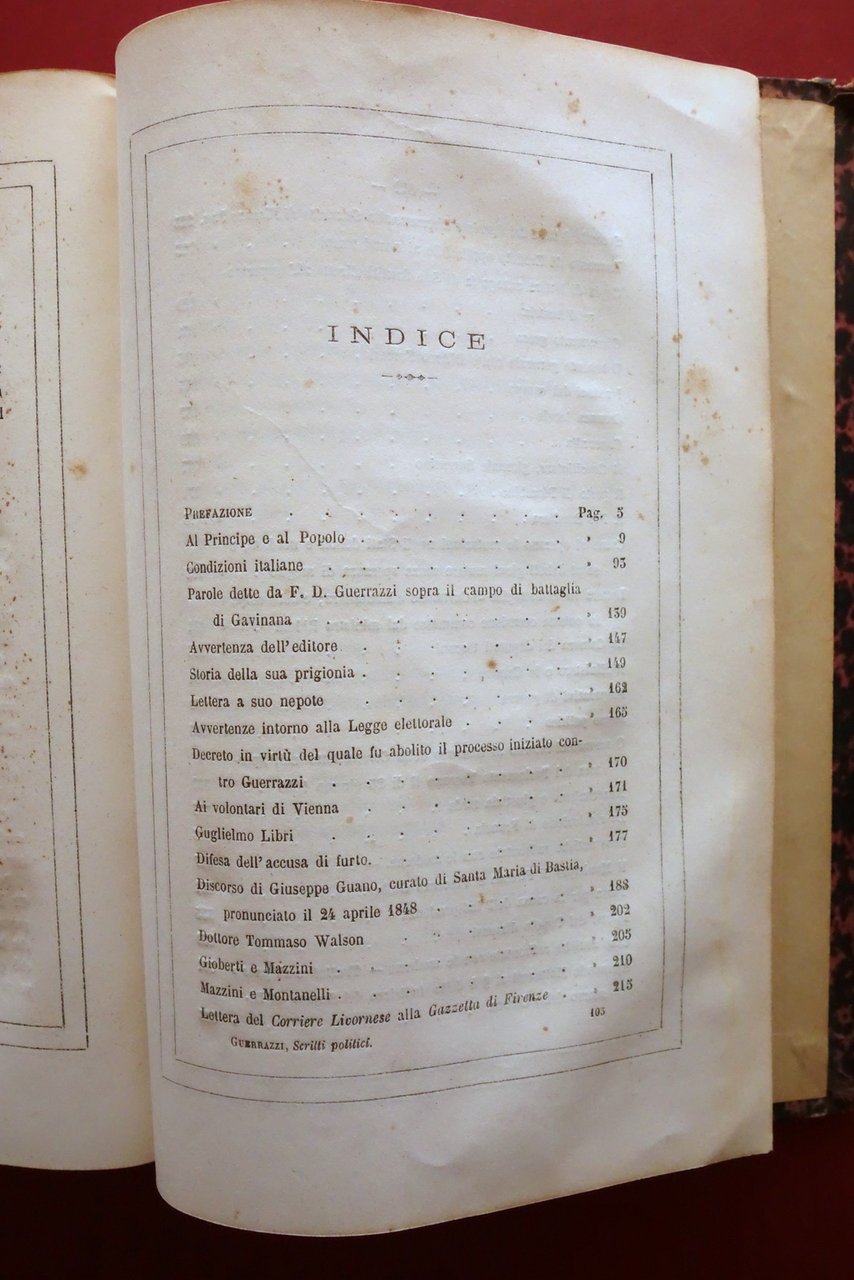 INDICE
PREFAZIONE . . . . . . . . . . Pag. 5
Al Principe e al Popolo . . . . . . . . » 9
Condizioni italiane . . . . . . . . » 93
Parole dette da F. D. Guerrazzi sopra il campo di battaglia
di Gavinana . . . . . . . . » 139
Avvertenza dell'editore . . . . . . . » 147
Storia della sua prigionia . . . . . . . » 149
Lettera a suo nepote . . . . . . . » 162
Avvertenze intorno alla Legge elettorale . . . . » 165
Decreto in virtù del quale fu abolito il processo iniziato con-
tro Guerrazzi . . . . . . . » 170
Ai volontari di Vienna . . . . . . . » 171
Guglielmo Libri . . . . . . . » 175
Difesa dell'accusa di furto. . . . . . . » 177
Discorso di Giuseppe Guano, curato di Santa Maria di Bastia,
pronunciato il 24 aprile 1848 . . . . . » 183
Dottore Tommaso Walson . . . . . . » 202
Gioberti e Mazzini . . . . . . . » 205
Mazzini e Montanelli . . . . . . . » 210
Lettera del Corriere Livornese alla Gazzetta di Firenze . » 215
GUERRAZZI, Scritti politici. 103